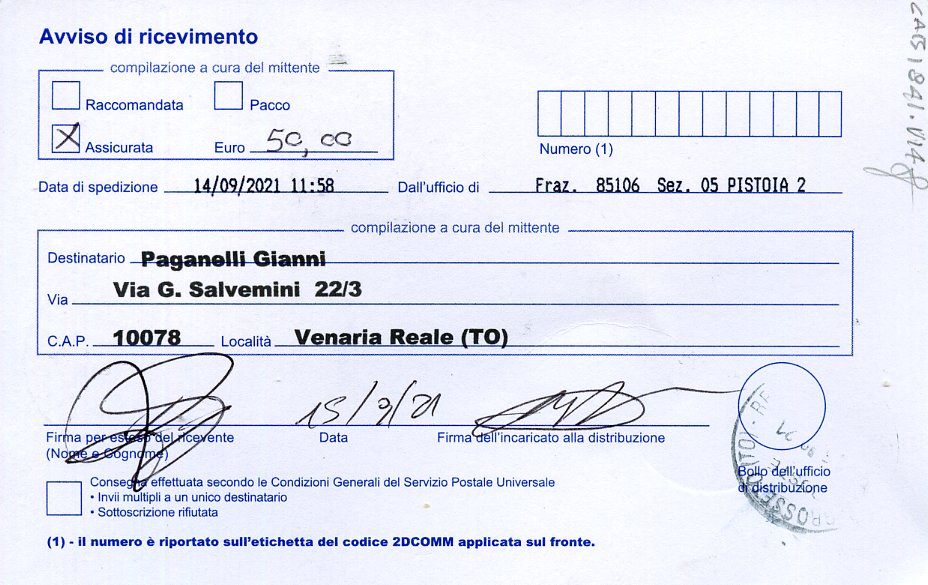 Avviso di ricevimento
compilazione a cura del mittente
Raccomandata Pacco
X Assicurata Euro 50,00
Numero (1)
Data di spedizione 14/09/2021 11:58 Dall'ufficio di Fraz. 85106 Sez. 05 PISTOIA 2
compilazione a cura del mittente
Destinatario Paganelli Gianni
Via Via G. Salvemini 22/3
C.A.P. 10078 Località Venaria Reale (TO)
15/9/21
Firma per esteso del ricevente Data Firma dell'incaricato alla distribuzione
(Nome e Cognome)
Bollo dell'ufficio
di distribuzione
Consegna effettuata secondo le Condizioni Generali del Servizio Postale Universale
• Invii multipli a un unico destinatario
• Sottoscrizione rifiutata
(1) - il numero è riportato sull'etichetta del codice 2DCOMM applicata sul fronte.